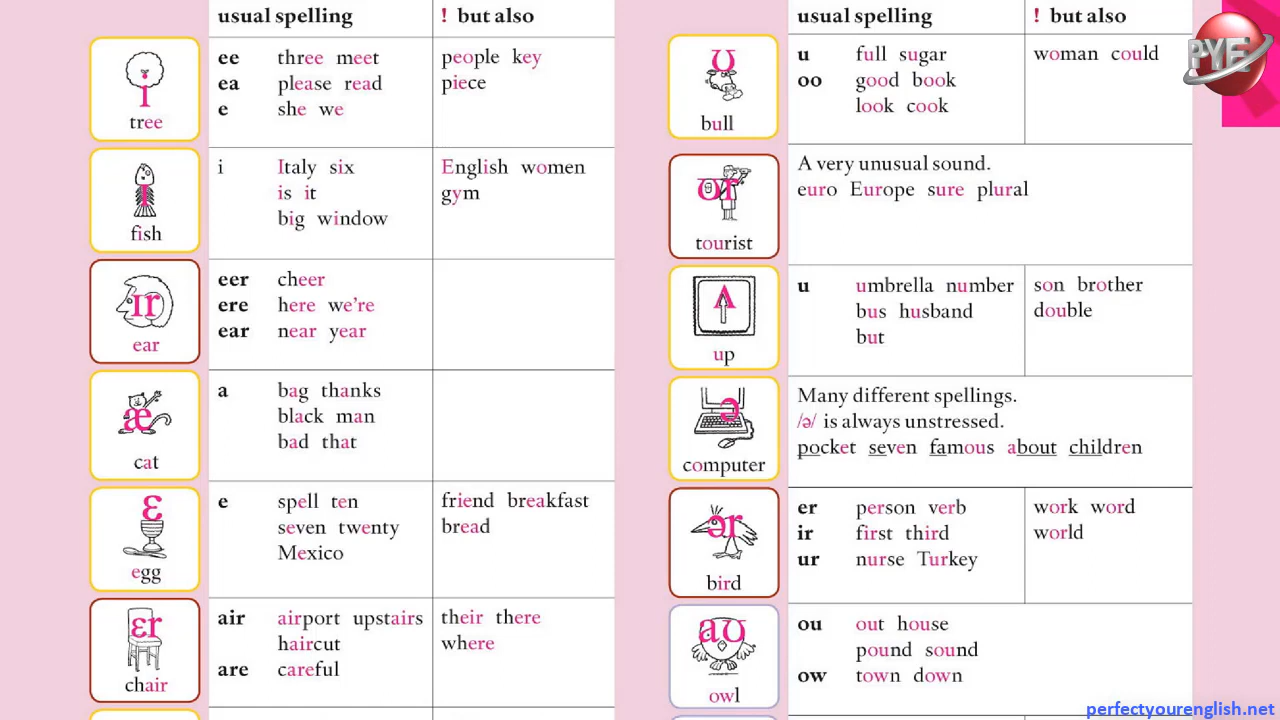 usual spelling ! but also
i
tree
ee three meet people key
ea please read piece
e she we
fish
i Italy six English women
is it gym
big window
ɪr
ear
eer cheer
ere here we're
ear near year
æ
cat
a bag thanks
black man
bad that
ɛ
egg
e spell ten friend breakfast
seven twenty bread
Mexico
ɛr
chair
air airport upstairs their there
haircut where
are careful
usual spelling ! but also
PYE
ʊ
bull
u full sugar woman could
oo good book
look cook
ʊr
tourist
A very unusual sound.
euro Europe sure plural
ʌ
up
u umbrella number son brother
bus husband double
but
ə
computer
Many different spellings.
/ə/ is always unstressed.
pocket seven famous about children
ər
bird
er person verb work word
ir first third world
ur nurse Turkey
aʊ
owl
ou out house
pound sound
ow town down
perfectyourenglish.net